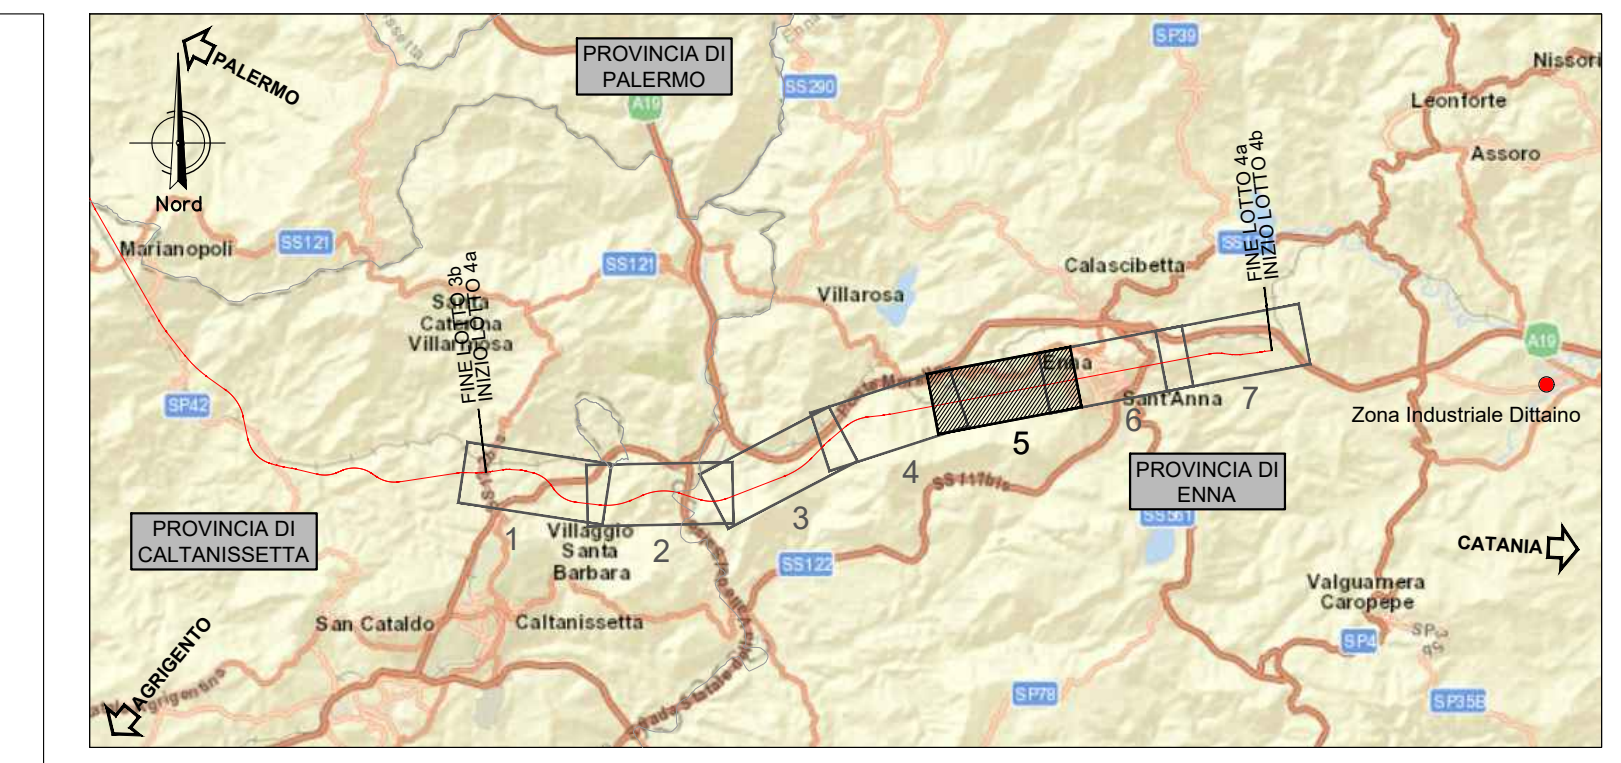 PALERMO
Nord
PROVINCIA DI
PALERMO
A19
SS290
Enna
SP39
Nissori
Leonforte
Assoro
Marianopoli
SS121
SS121
Santa
Caterina
Villarmosa
FINE LOTTO 3b
INIZIO LOTTO 4a
Villarosa
Calascibetta
FINE LOTTO 4a
INIZIO LOTTO 4b
A19
SP42
Enna
Sant'Anna
Zona Industriale Dittaino
1
2
3
4
5
6
7
SS117bis
PROVINCIA DI
ENNA
SS561
PROVINCIA DI
CALTANISSETTA
Villaggio
Santa
Barbara
SS122
CATANIA
Valguarnera
Caropepe
San Cataldo
Caltanissetta
SP4
SP78
SP35B
AGRIGENTO